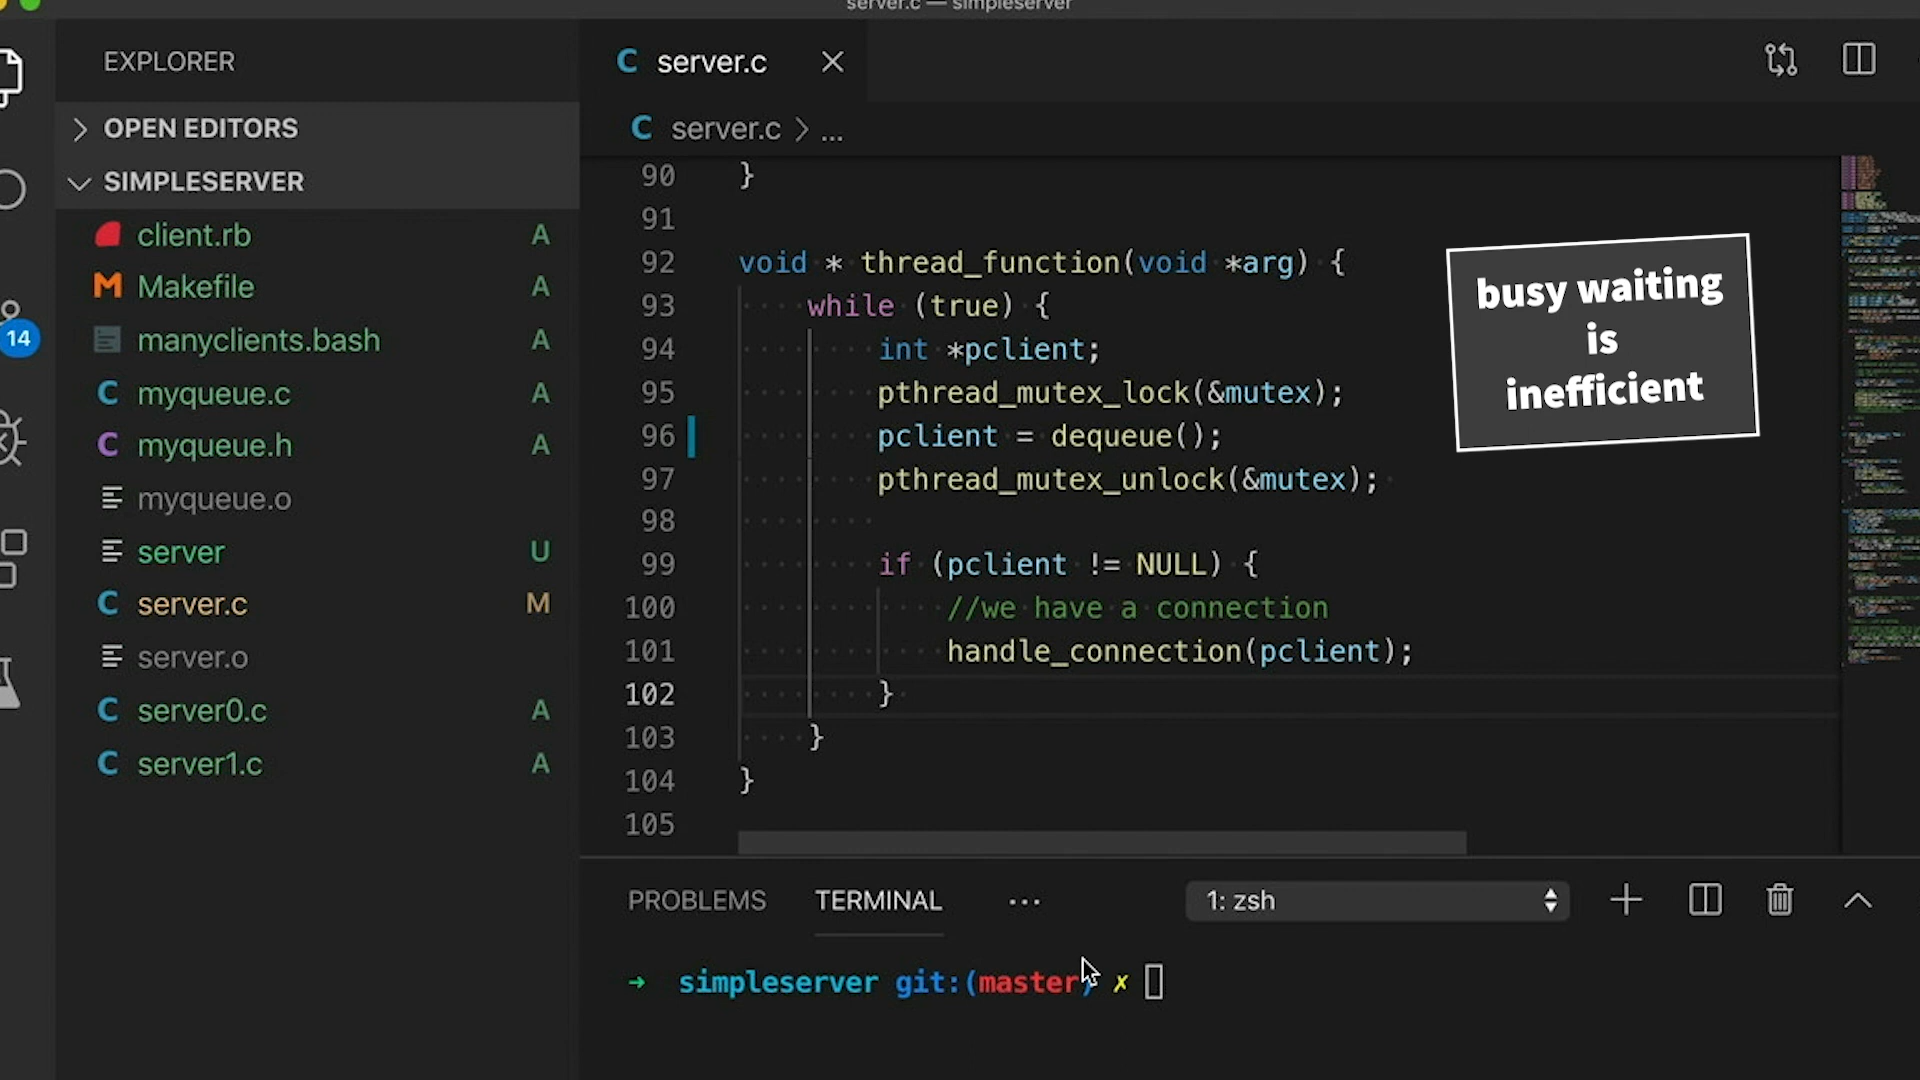 server.c — simpleserver
EXPLORER
OPEN EDITORS
SIMPLESERVER
client.rb A
Makefile A
manyclients.bash A
myqueue.c A
myqueue.h A
myqueue.o
server U
server.c M
server.o
server0.c A
server1.c A
14
C server.c
C server.c > ...
90 }
91
92 void * thread_function(void *arg) {
93 while (true) {
94 int *pclient;
95 pthread_mutex_lock(&mutex);
96 pclient = dequeue();
97 pthread_mutex_unlock(&mutex);
98
99 if (pclient != NULL) {
100 //we have a connection
101 handle_connection(pclient);
102 }
103 }
104 }
105
busy waiting
is
inefficient
PROBLEMS TERMINAL ... 1: zsh
→ simpleserver git:(master) ✗